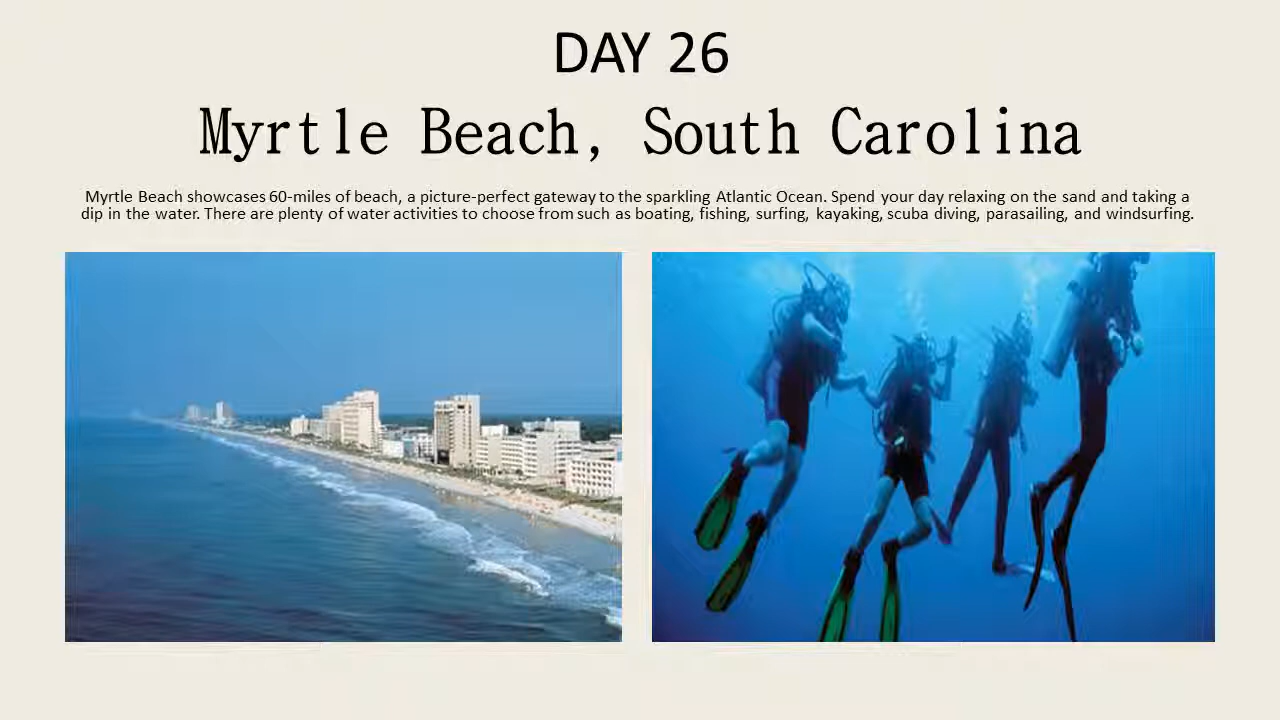 DAY 26
Myrtle Beach, South Carolina
Myrtle Beach showcases 60-miles of beach, a picture-perfect gateway to the sparkling Atlantic Ocean. Spend your day relaxing on the sand and taking a
dip in the water. There are plenty of water activities to choose from such as boating, fishing, surfing, kayaking, scuba diving, parasailing, and windsurfing.